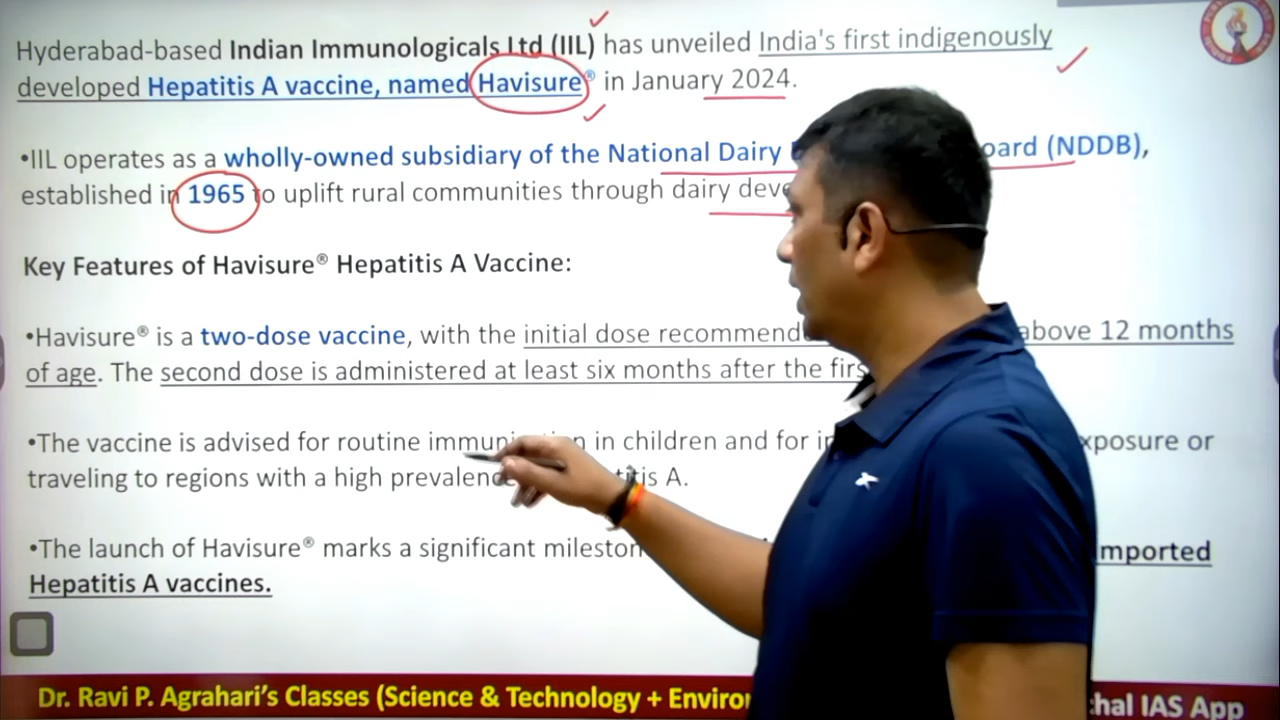 Hyderabad-based Indian Immunologicals Ltd (IIL) has unveiled India's first indigenously
developed Hepatitis A vaccine, named Havisure® in January 2024.
•IIL operates as a wholly-owned subsidiary of the National Dairy oard (NDDB),
established in 1965 to uplift rural communities through dairy deve
Key Features of Havisure® Hepatitis A Vaccine:
•Havisure® is a two-dose vaccine, with the initial dose recommend above 12 months
of age. The second dose is administered at least six months after the firs
•The vaccine is advised for routine immuni n in children and for i xposure or
traveling to regions with a high prevalenc titis A.
•The launch of Havisure® marks a significant mileston mported
Hepatitis A vaccines.
Dr. Ravi P. Agrahari's Classes (Science & Technology + Enviro hal IAS App